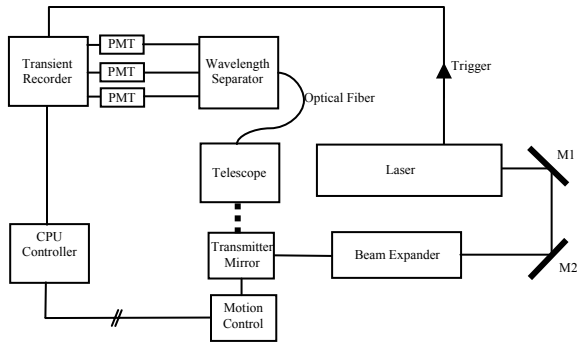 PMT
Transient
Recorder
PMT
PMT
Wavelength
Separator
Trigger
Optical Fiber
M1
Telescope
Laser
CPU
Controller
Transmitter
Mirror
Beam Expander
M2
Motion
Control